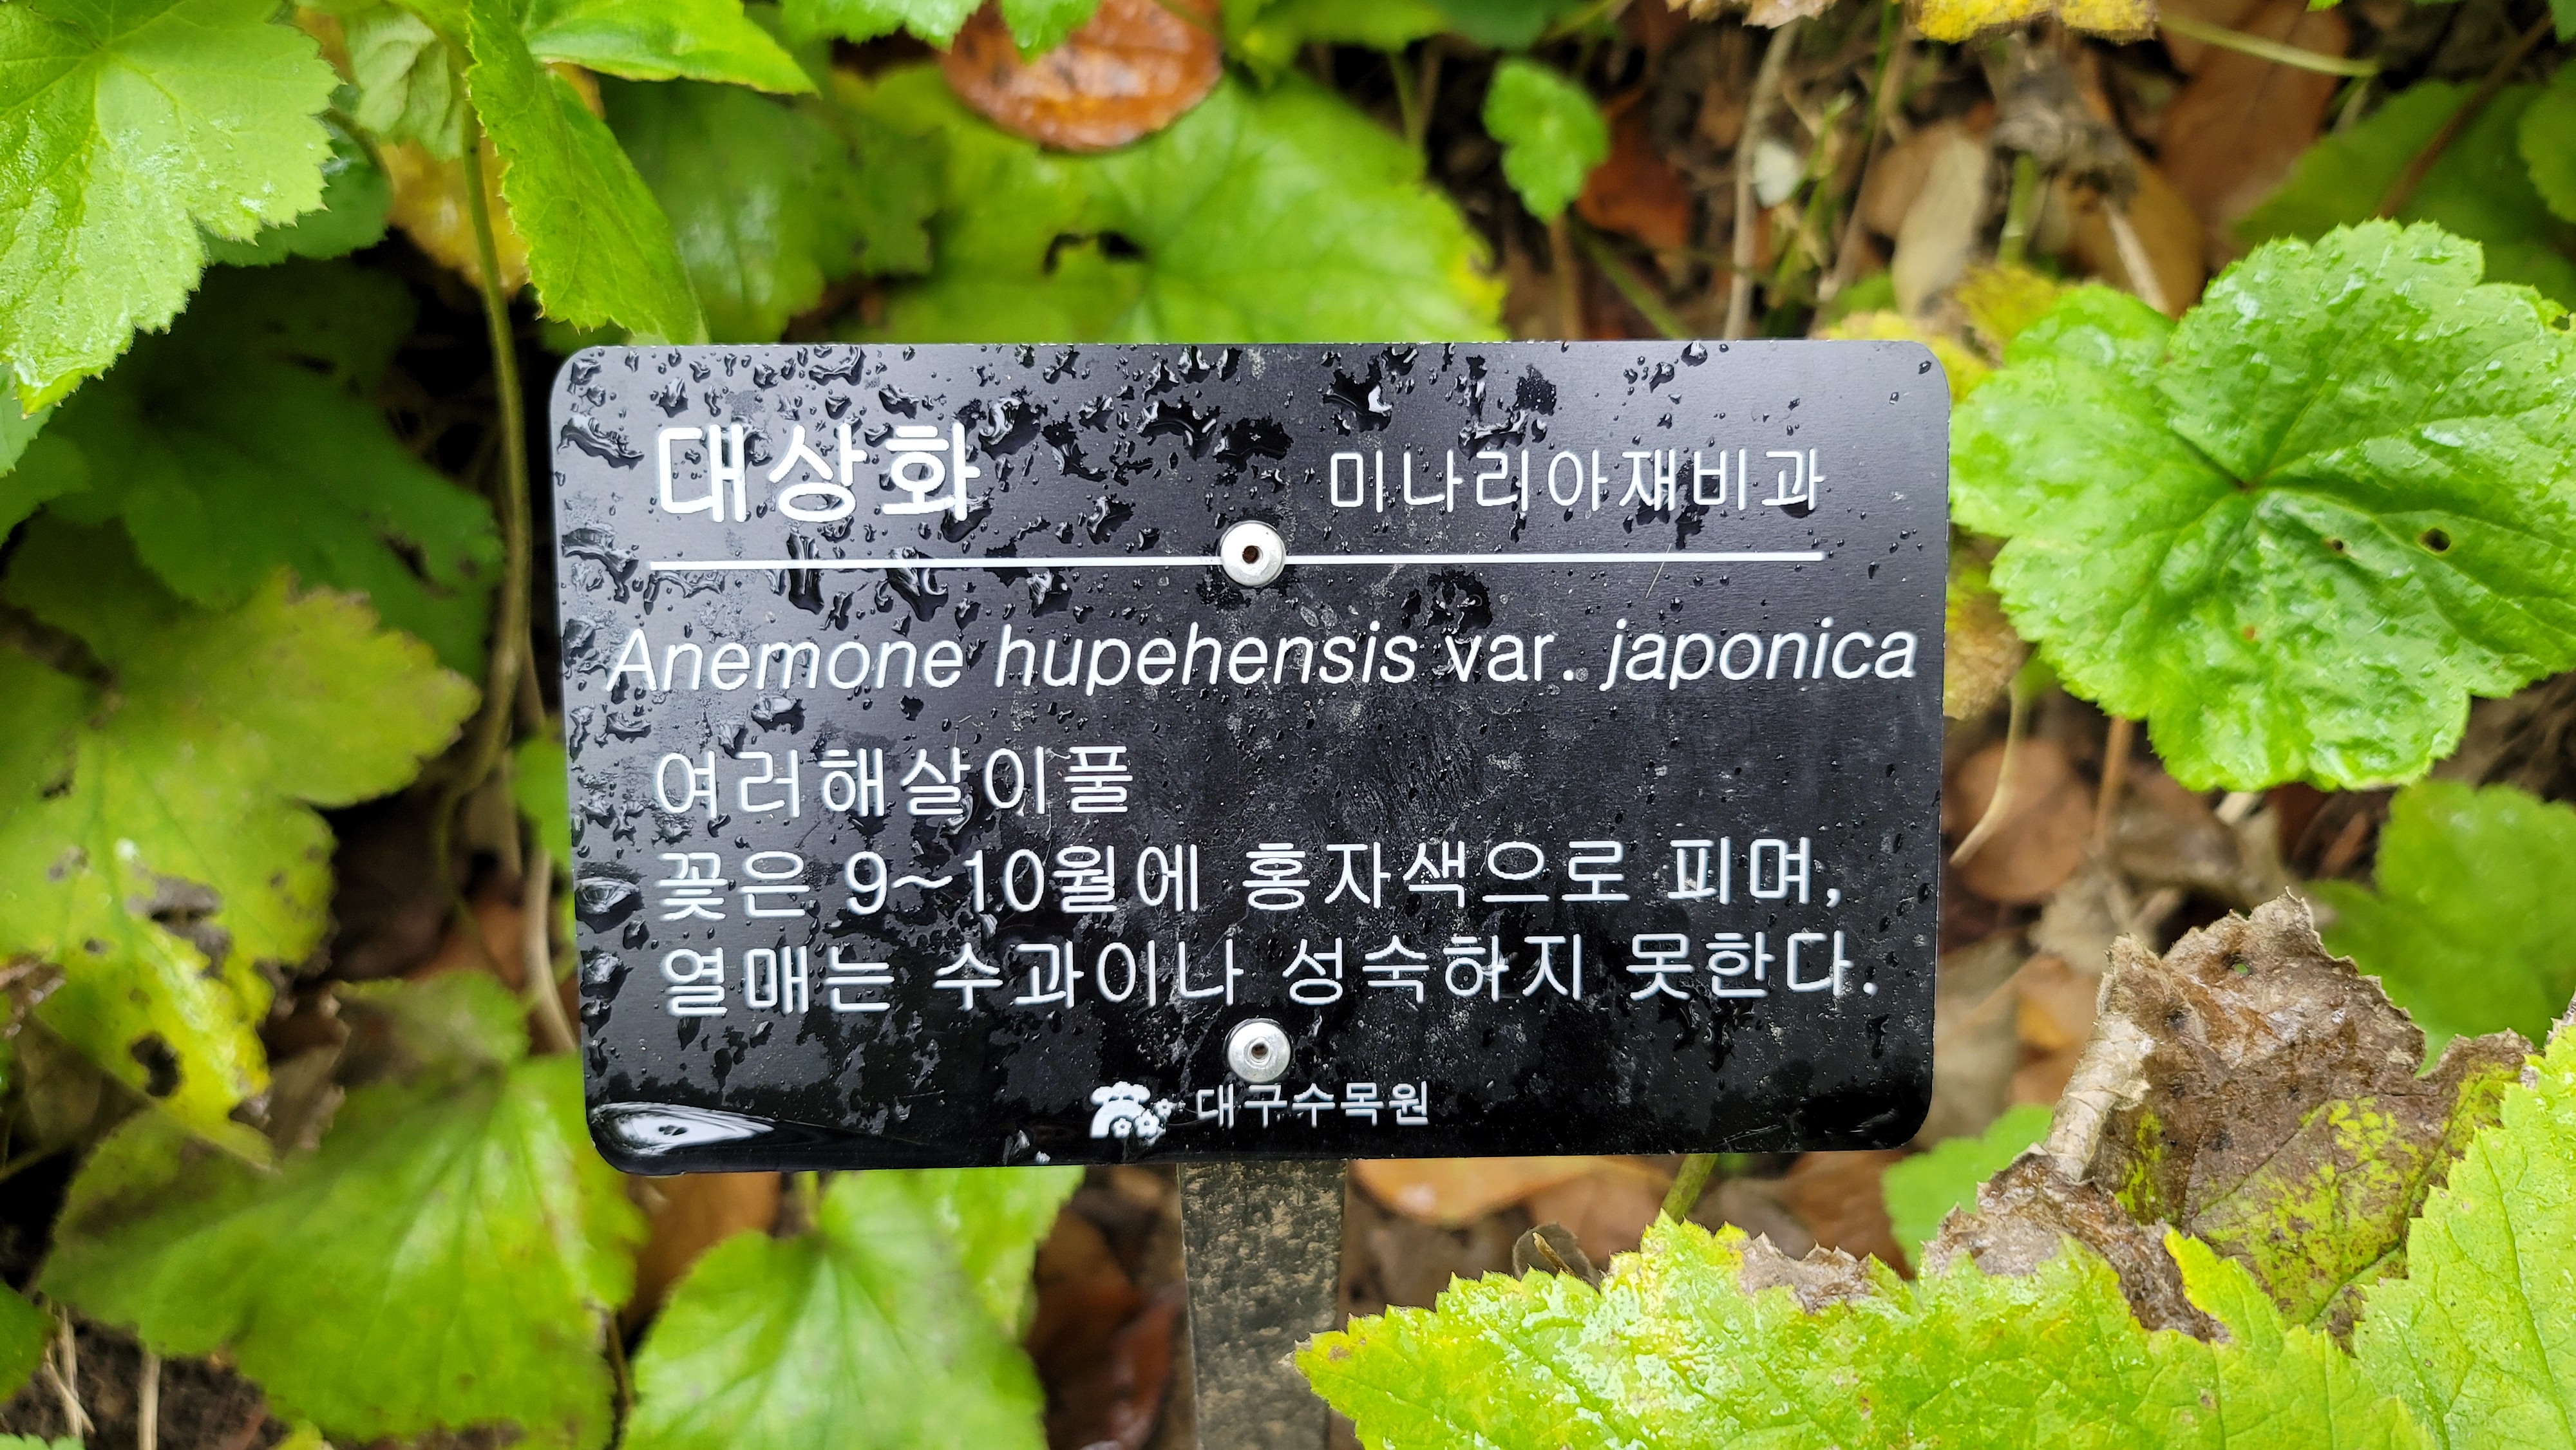 대상화 미나리아재비과
Anemone hupehensis var. japonica
여러해살이풀
꽃은 9~10월에 홍자색으로 피며,
열매는 수과이나 성숙하지 못한다.
대구수목원